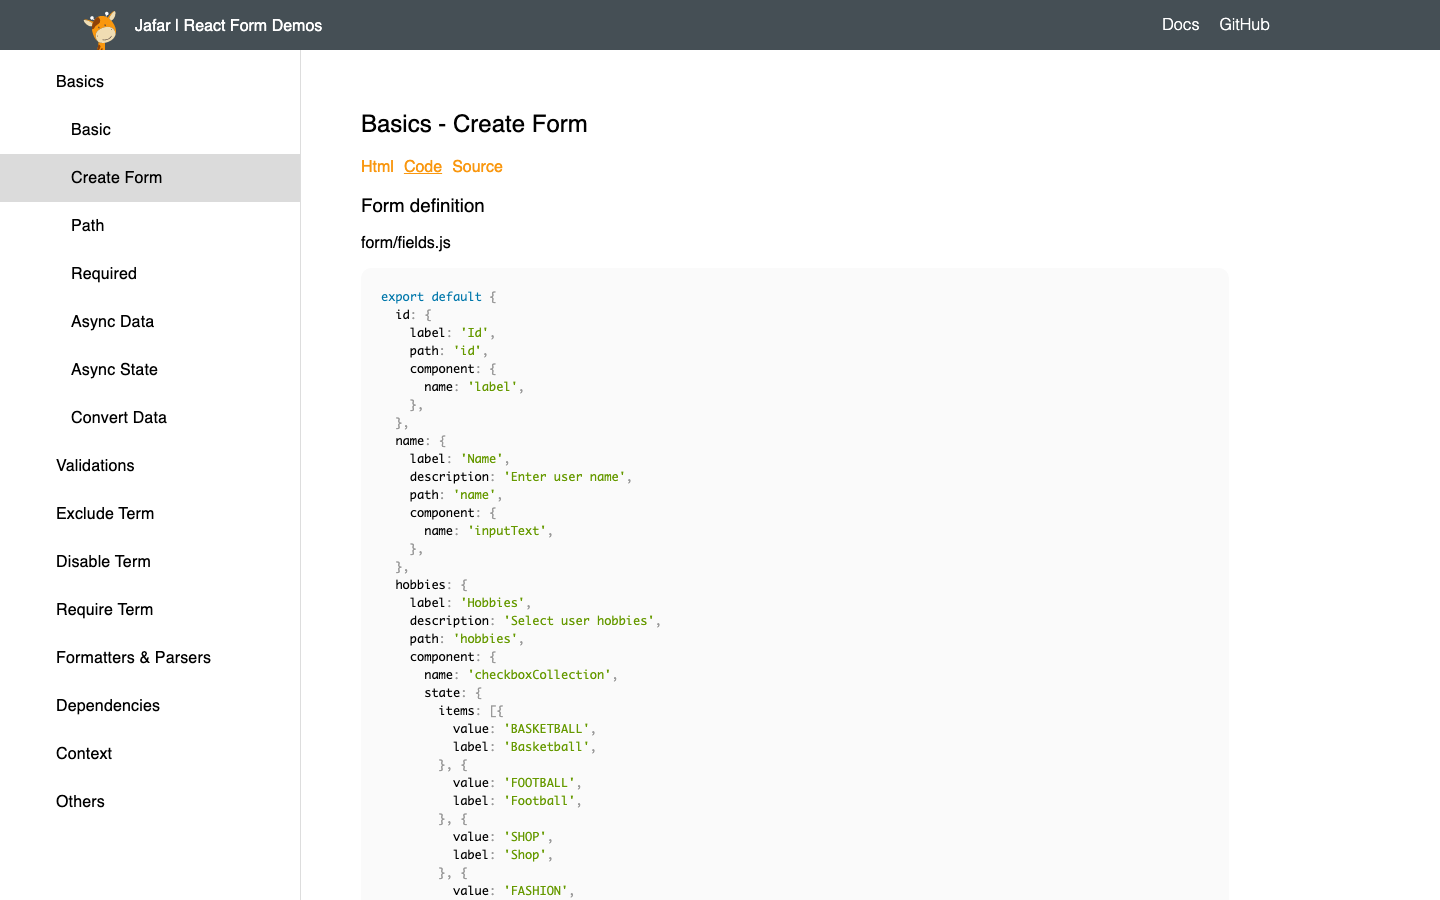 Jafar | React Form Demos
Docs GitHub
Basics
Basic
Create Form
Path
Required
Async Data
Async State
Convert Data
Validations
Exclude Term
Disable Term
Require Term
Formatters & Parsers
Dependencies
Context
Others
Basics - Create Form
Html Code Source
Form definition
form/fields.js
export default {
  id: {
    label: 'Id',
    path: 'id',
    component: {
      name: 'label',
    },
  },
  name: {
    label: 'Name',
    description: 'Enter user name',
    path: 'name',
    component: {
      name: 'inputText',
    },
  },
  hobbies: {
    label: 'Hobbies',
    description: 'Select user hobbies',
    path: 'hobbies',
    component: {
      name: 'checkboxCollection',
      state: {
        items: [{
          value: 'BASKETBALL',
          label: 'Basketball',
        }, {
          value: 'FOOTBALL',
          label: 'Football',
        }, {
          value: 'SHOP',
          label: 'Shop',
        }, {
          value: 'FASHION',